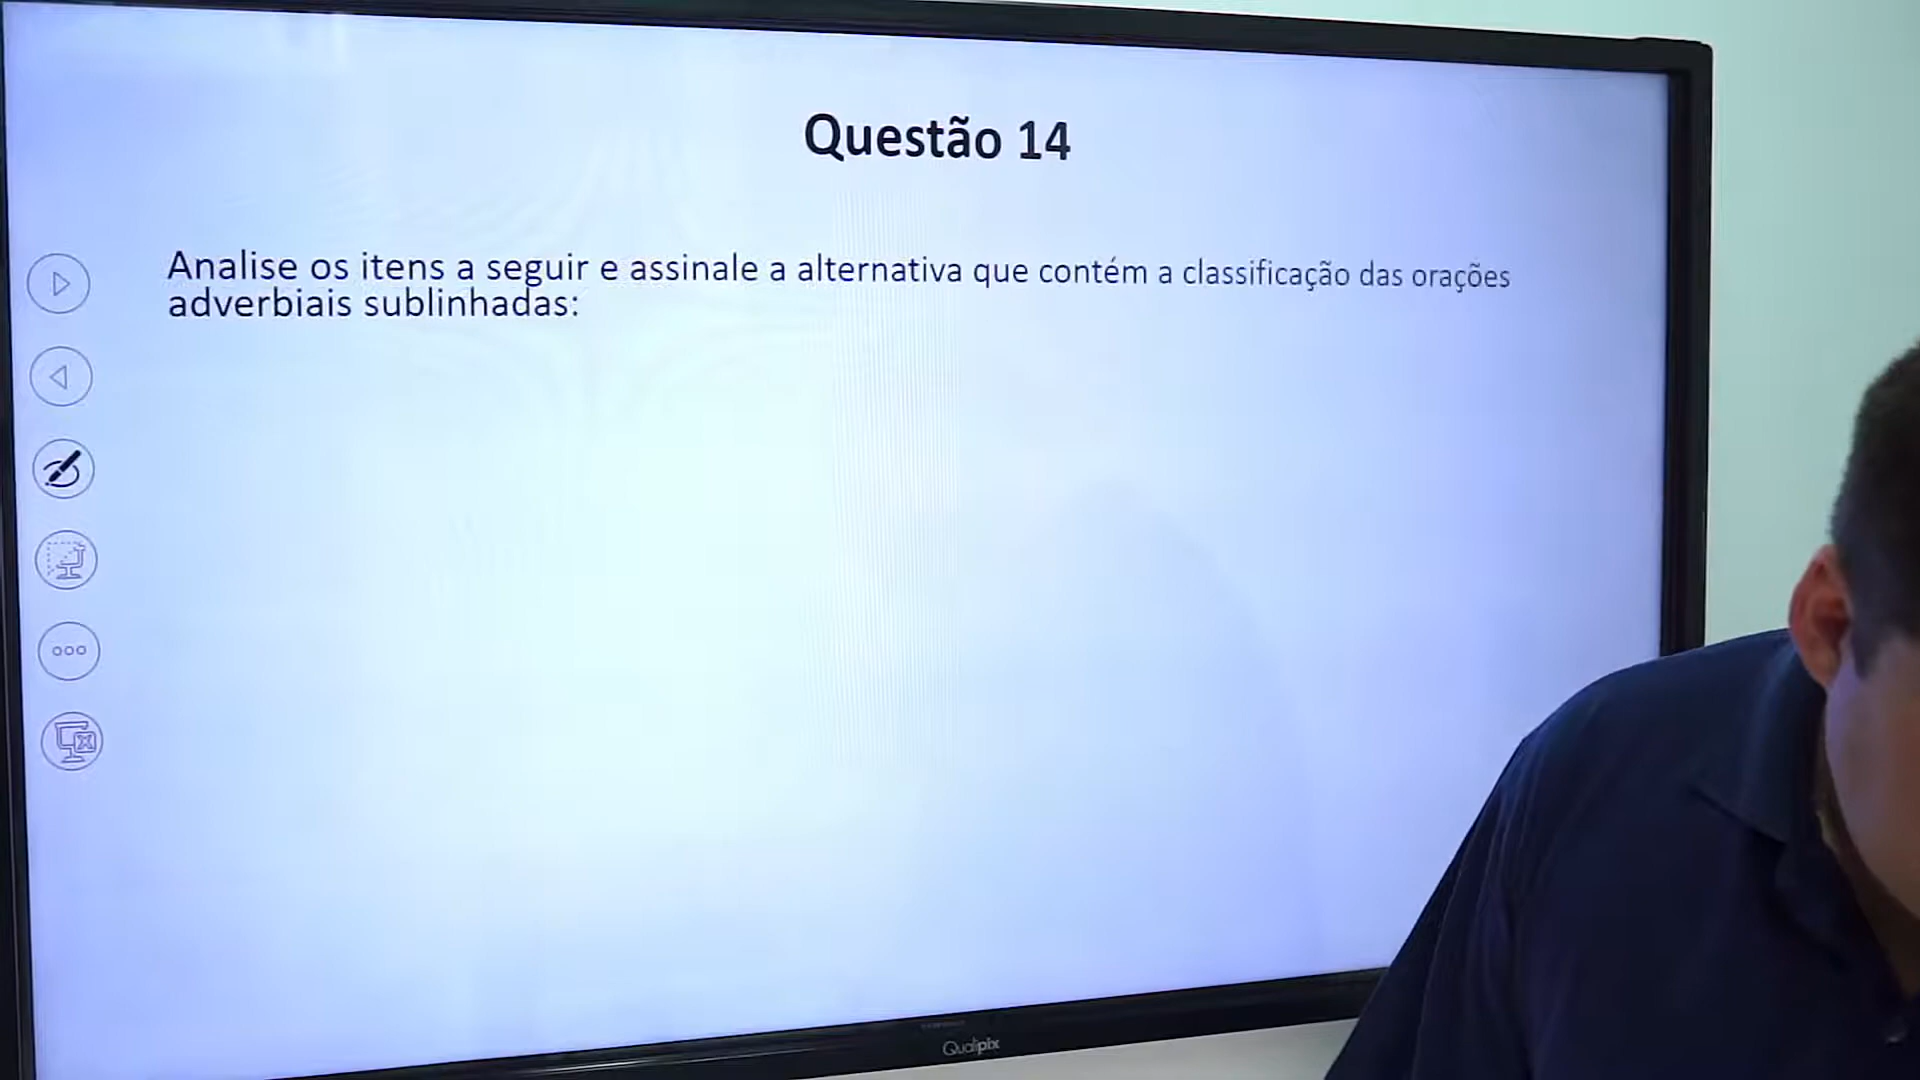 Questão 14
Analise os itens a seguir e assinale a alternativa que contém a classificação das orações
adverbiais sublinhadas:
Qualipix